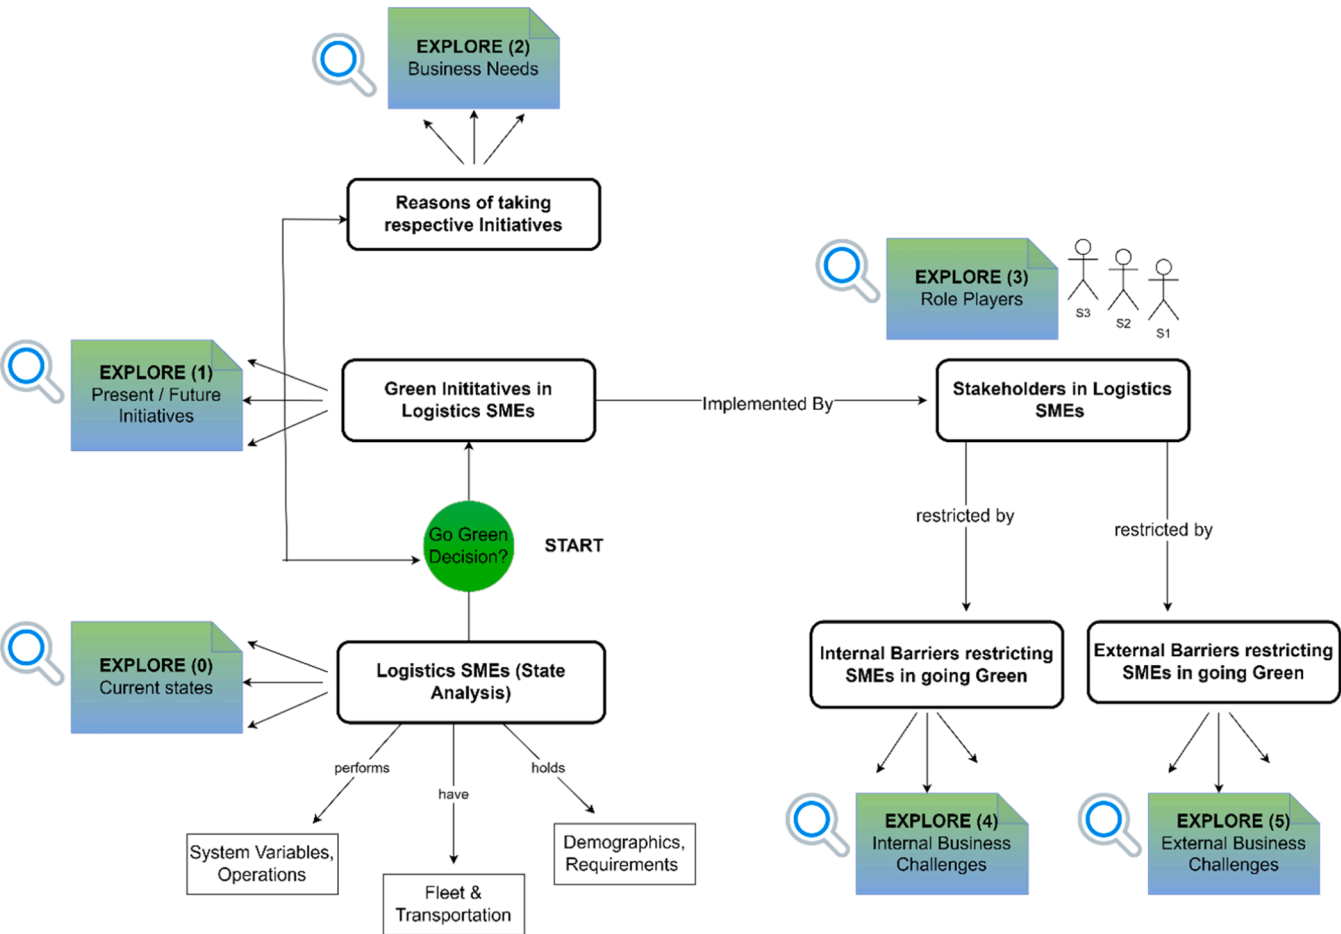 EXPLORE (2)
Business Needs
Reasons of taking
respective Initiatives
EXPLORE (3)
Role Players
S3
S2
S1
EXPLORE (1)
Present / Future
Initiatives
Green Inititatives in
Logistics SMEs
Implemented By
Stakeholders in Logistics
SMEs
Go Green
Decision?
START
restricted by
restricted by
EXPLORE (0)
Current states
Logistics SMEs (State
Analysis)
Internal Barriers restricting
SMEs in going Green
External Barriers restricting
SMEs in going Green
performs
have
holds
System Variables,
Operations
Fleet &
Transportation
Demographics,
Requirements
EXPLORE (4)
Internal Business
Challenges
EXPLORE (5)
External Business
Challenges